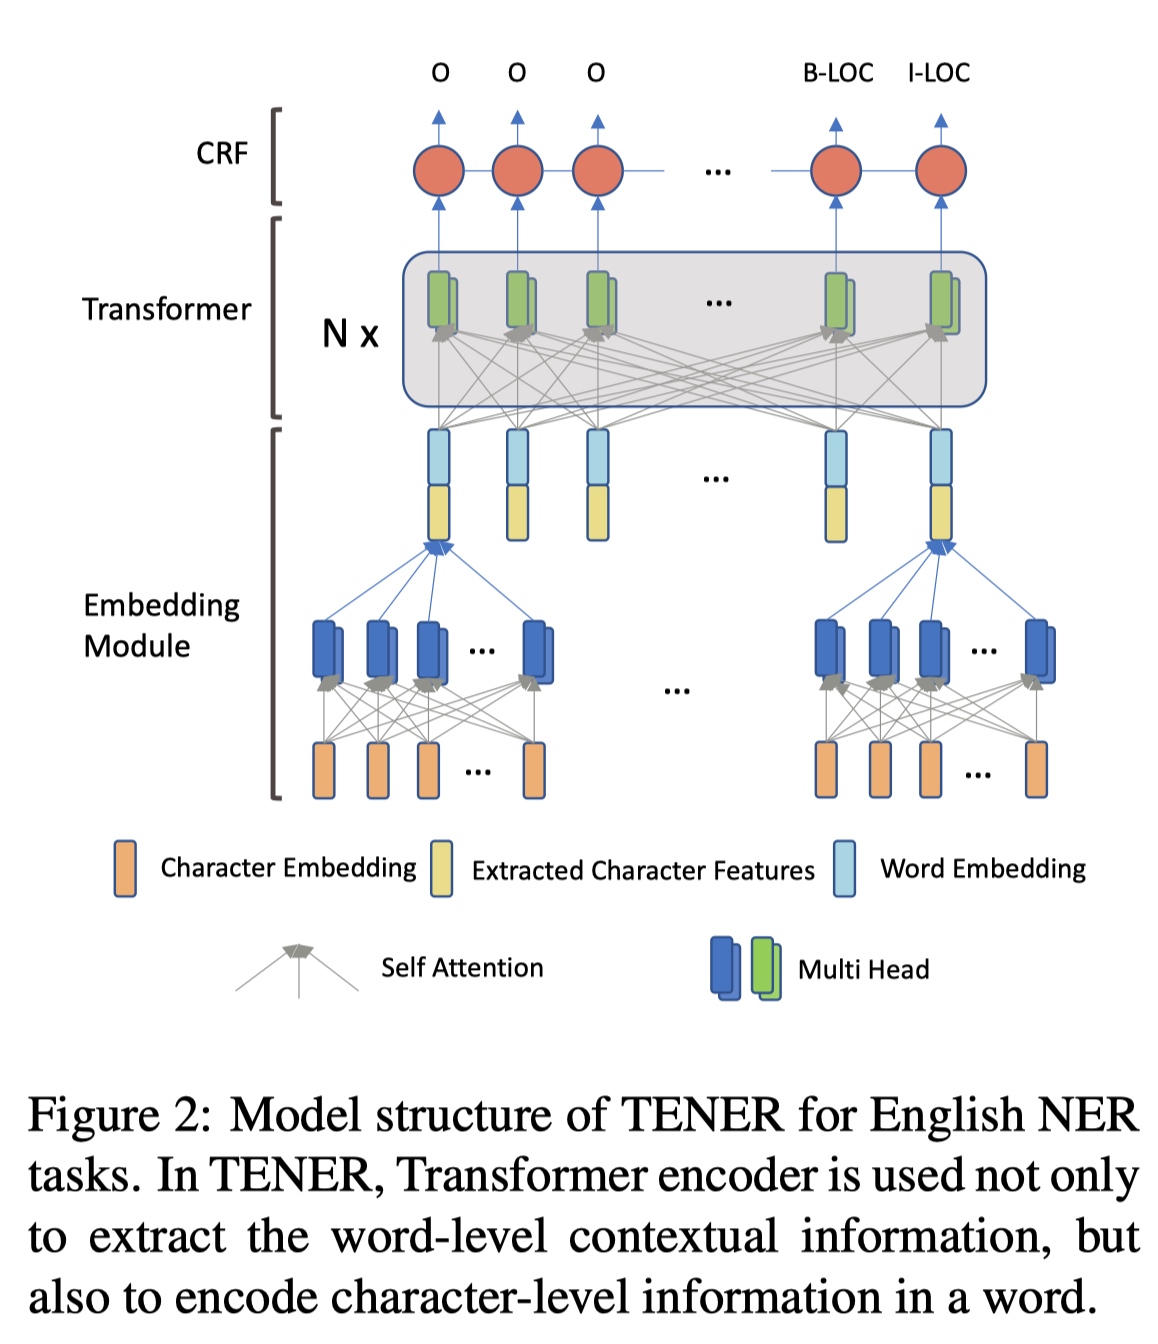 O O O ... B-LOC I-LOC
CRF
...
Transformer
N x
...
...
Embedding
Module
... ...
...
... ...
Character Embedding Extracted Character Features Word Embedding
Self Attention Multi Head
Figure 2: Model structure of TENER for English NER
tasks. In TENER, Transformer encoder is used not only
to extract the word-level contextual information, but
also to encode character-level information in a word.